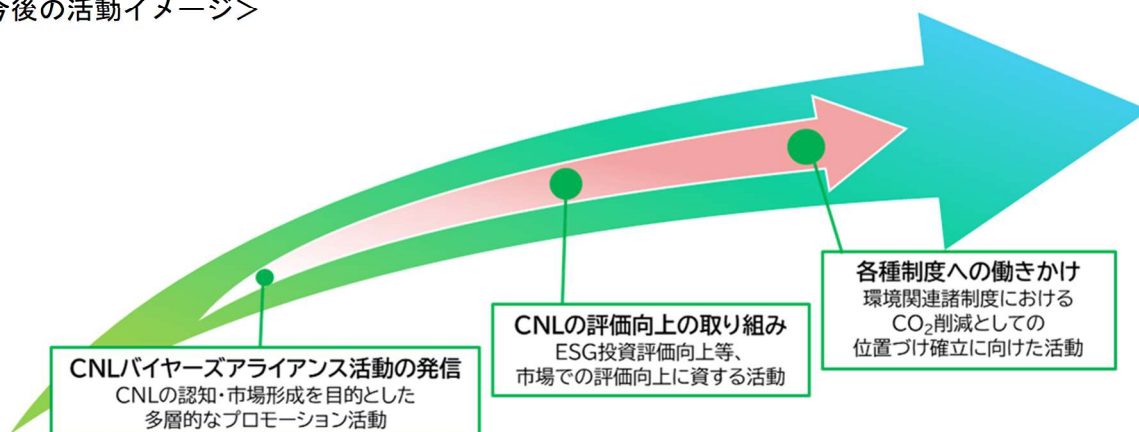 今後の活動イメージ＞
CNLバイヤーズアライアンス活動の発信
CNLの認知・市場形成を目的とした
多層的なプロモーション活動
CNLの評価向上の取り組み
ESG投資評価向上等、
市場での評価向上に資する活動
各種制度への働きかけ
環境関連諸制度における
CO₂削減としての
位置づけ確立に向けた活動